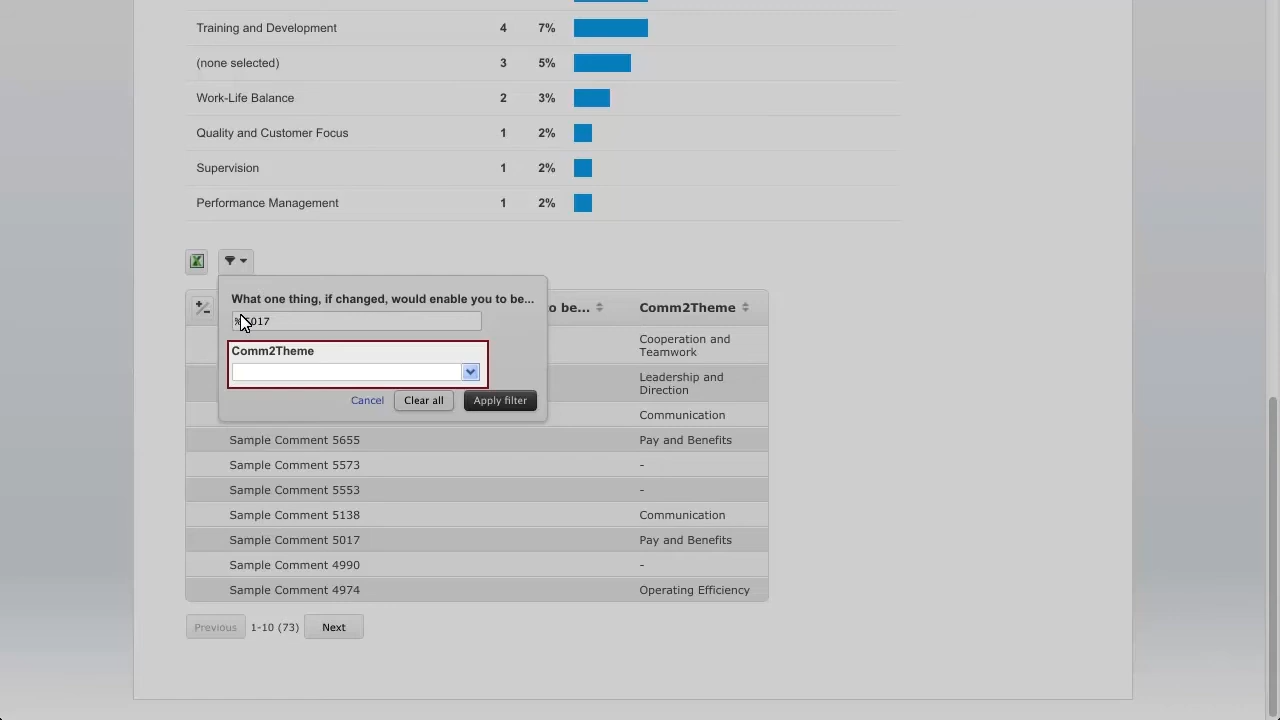 Training and Development 4 7%
(none selected) 3 5%
Work-Life Balance 2 3%
Quality and Customer Focus 1 2%
Supervision 1 2%
Performance Management 1 2%
What one thing, if changed, would enable you to be...
Comm2Theme
Cancel Clear all Apply filter
o be... Comm2Theme
Cooperation and
Teamwork
Leadership and
Direction
Communication
Sample Comment 5655 Pay and Benefits
Sample Comment 5573 -
Sample Comment 5553 -
Sample Comment 5138 Communication
Sample Comment 5017 Pay and Benefits
Sample Comment 4990 -
Sample Comment 4974 Operating Efficiency
Previous 1-10 (73) Next